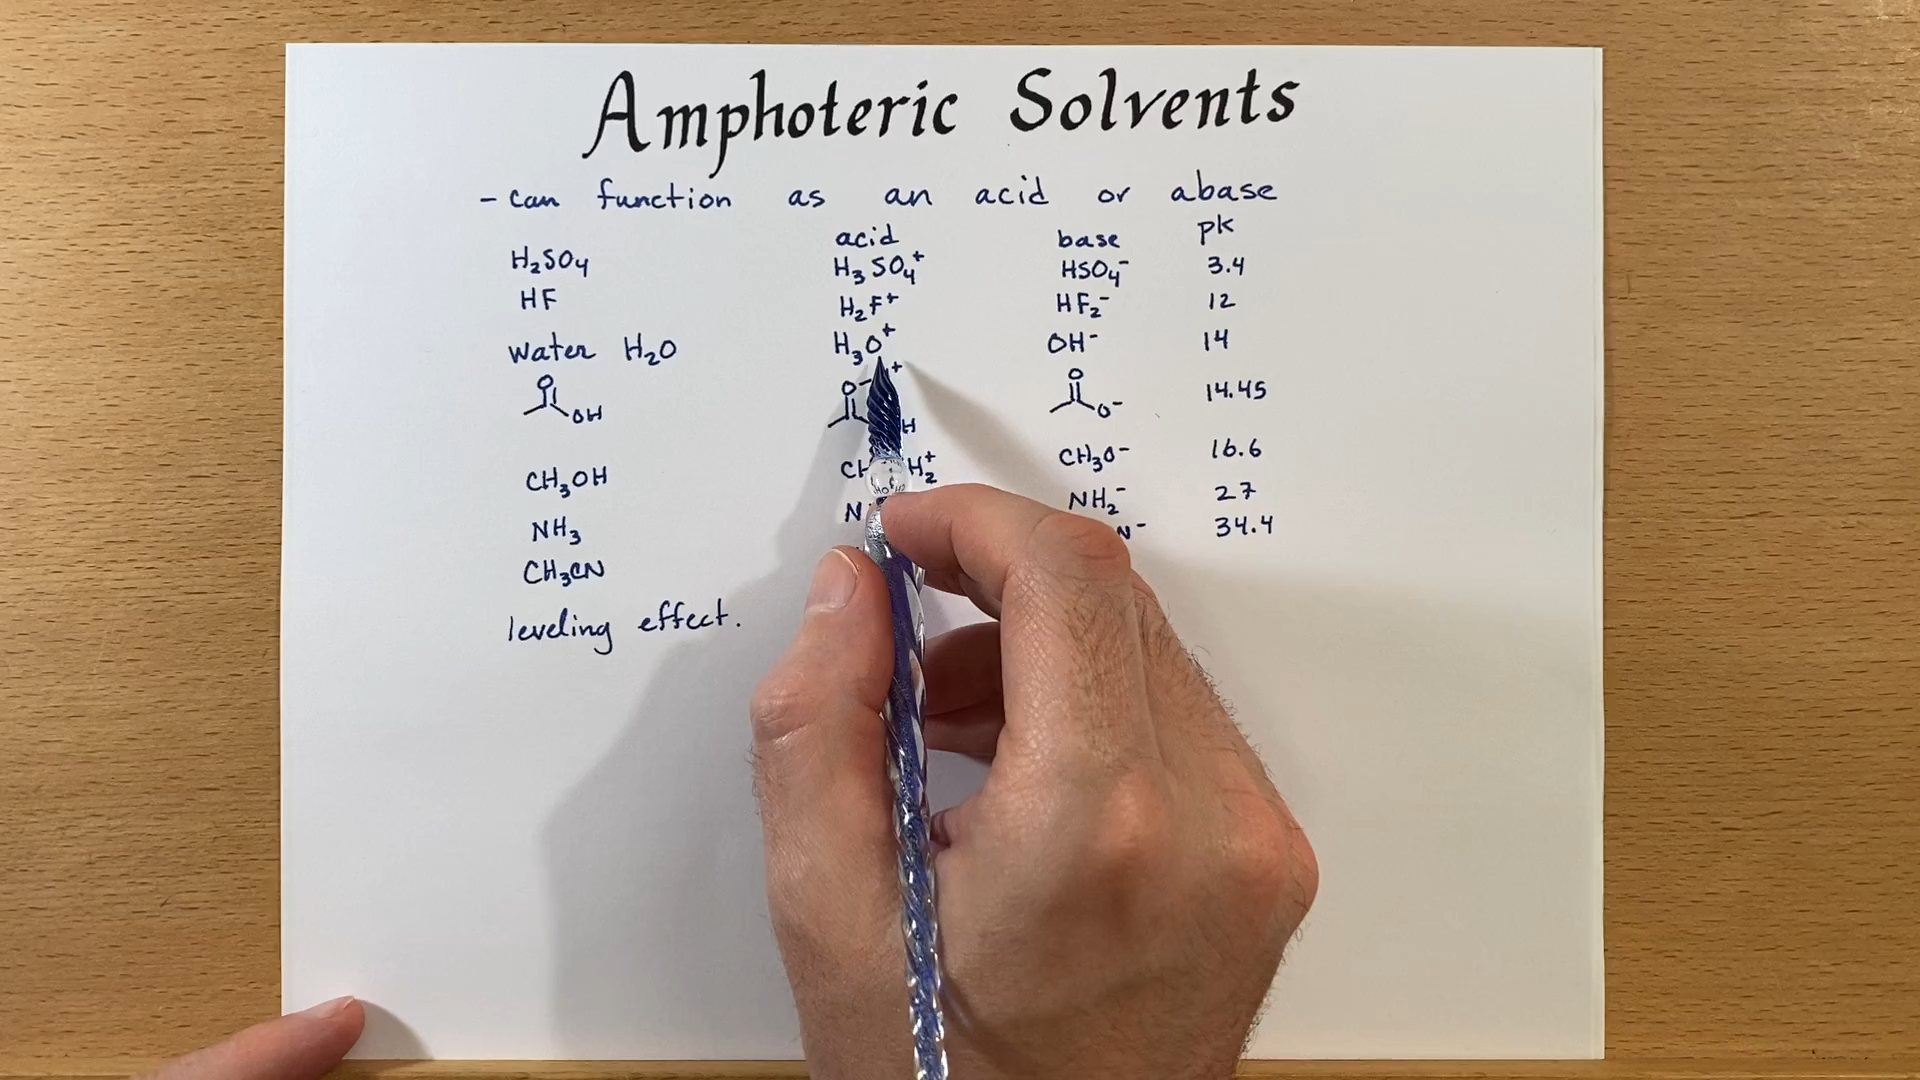 Amphoteric Solvents
- can function as an acid or abase
acid base pk
H₂SO₄ H₃SO₄⁺ HSO₄⁻ 3.4
HF H₂F⁺ HF₂⁻ 12
water H₂O H₃O⁺ OH⁻ 14
O OH O + H O O⁻ 14.45
CH₃OH CH H₂⁺ CH₃O⁻ 16.6
NH₃ N NH₂⁻ 27
CH₃CN N⁻ 34.4
leveling effect.